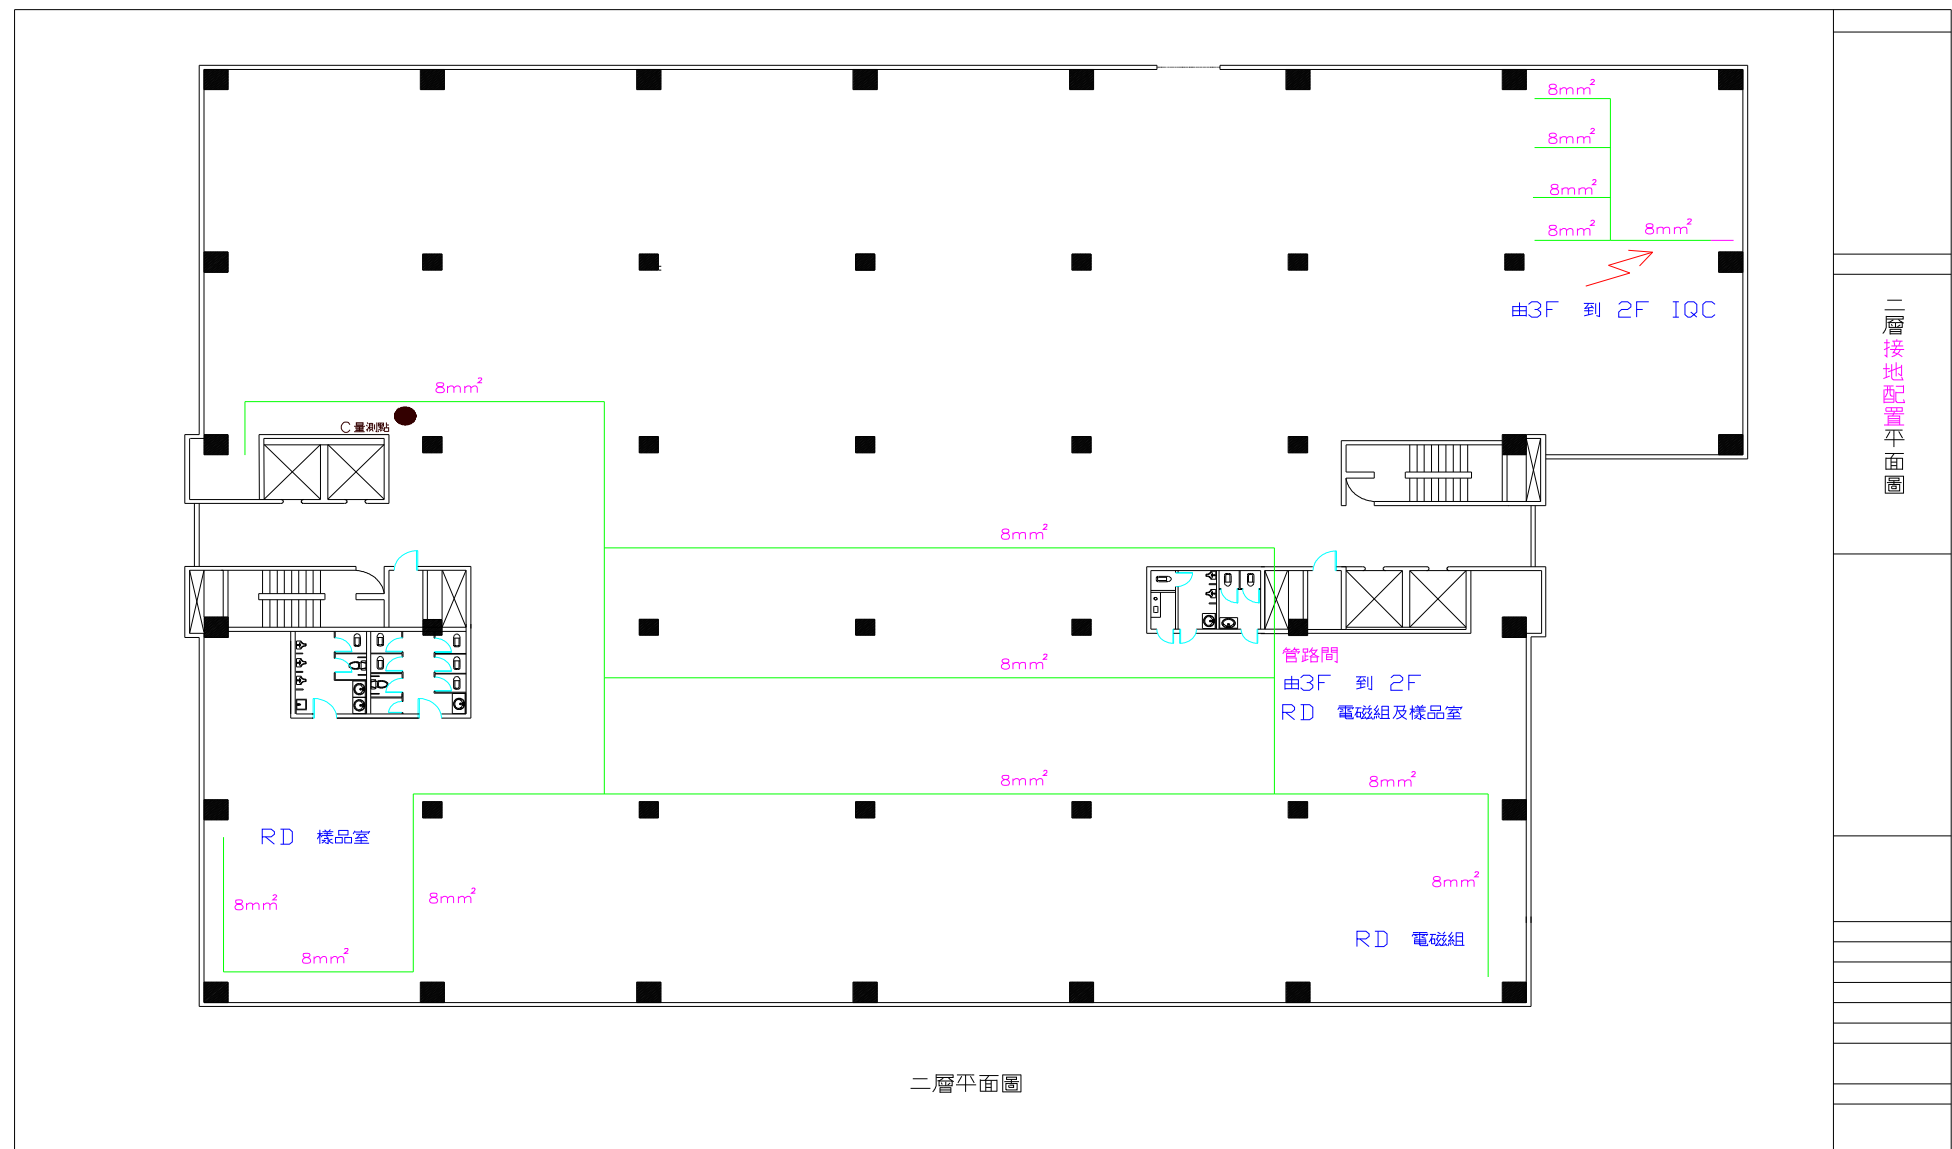 8mm²
8mm²
8mm²
8mm²
8mm²
由3F 到 2F IQC
二層接地配置平面圖
8mm²
C 量測點
8mm²
8mm²
管路間
由3F 到 2F
RD 電磁組及樣品室
8mm²
8mm²
RD 樣品室
8mm²
8mm²
8mm²
RD 電磁組
8mm²
二層平面圖